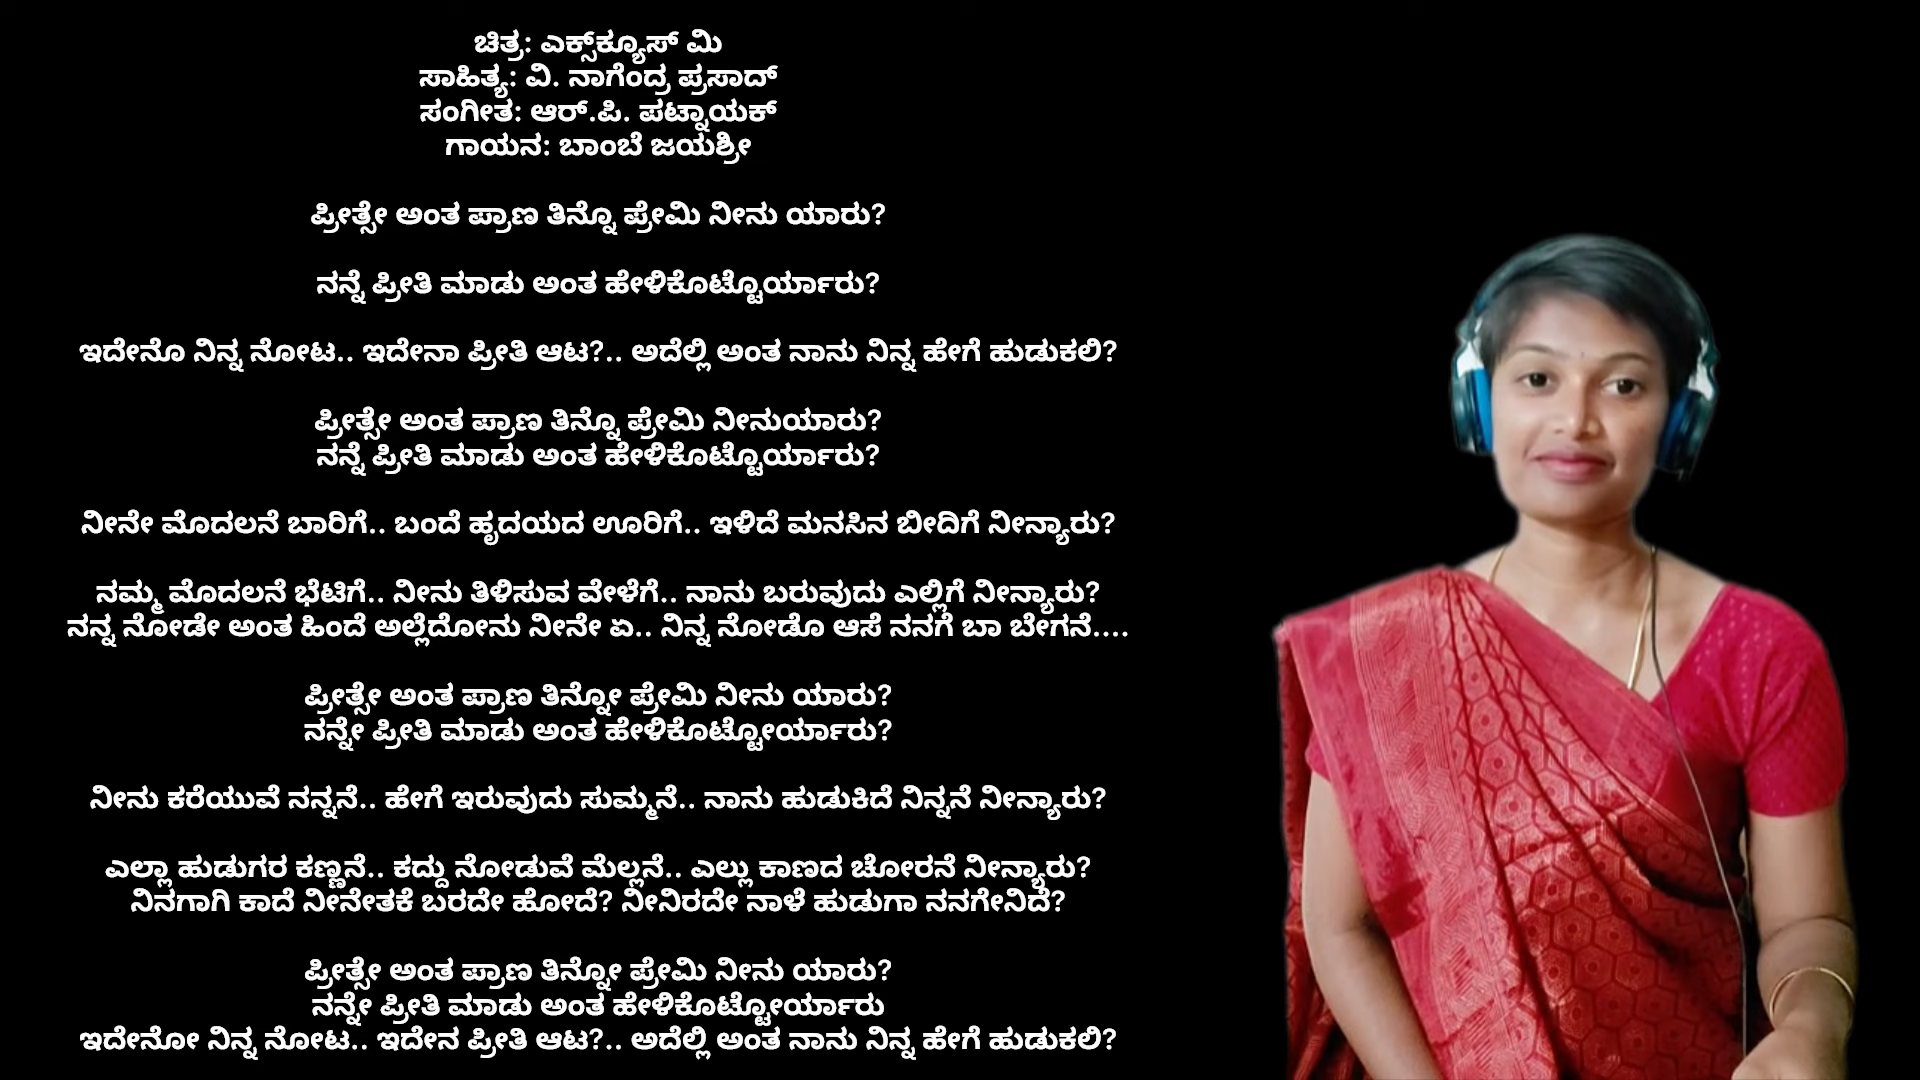 ಚಿತ್ರ: ಎಕ್ಸ್‌ಕ್ಯೂಸ್ ಮಿ
ಸಾಹಿತ್ಯ: ವಿ. ನಾಗೇಂದ್ರ ಪ್ರಸಾದ್
ಸಂಗೀತ: ಆರ್.ಪಿ. ಪಟ್ನಾಯಕ್
ಗಾಯನ: ಬಾಂಬೆ ಜಯಶ್ರೀ
ಪ್ರೀತ್ಸೇ ಅಂತ ಪ್ರಾಣ ತಿನ್ನೊ ಪ್ರೇಮಿ ನೀನು ಯಾರು?
ನನ್ನೆ ಪ್ರೀತಿ ಮಾಡು ಅಂತ ಹೇಳಿಕೊಟ್ಟೊರ್ಯಾರು?
ಇದೇನೊ ನಿನ್ನ ನೋಟ.. ಇದೇನಾ ಪ್ರೀತಿ ಆಟ?.. ಅದೆಲ್ಲಿ ಅಂತ ನಾನು ನಿನ್ನ ಹೇಗೆ ಹುಡುಕಲಿ?
ಪ್ರೀತ್ಸೇ ಅಂತ ಪ್ರಾಣ ತಿನ್ನೊ ಪ್ರೇಮಿ ನೀನುಯಾರು?
ನನ್ನೆ ಪ್ರೀತಿ ಮಾಡು ಅಂತ ಹೇಳಿಕೊಟ್ಟೊರ್ಯಾರು?
ನೀನೇ ಮೊದಲನೆ ಬಾರಿಗೆ.. ಬಂದೆ ಹೃದಯದ ಊರಿಗೆ.. ಇಳಿದೆ ಮನಸಿನ ಬೀದಿಗೆ ನೀನ್ಯಾರು?
ನಮ್ಮ ಮೊದಲನೆ ಭೆಟಿಗೆ.. ನೀನು ತಿಳಿಸುವ ವೇಳೆಗೆ.. ನಾನು ಬರುವುದು ಎಲ್ಲಿಗೆ ನೀನ್ಯಾರು?
ನನ್ನ ನೋಡೇ ಅಂತ ಹಿಂದೆ ಅಲ್ಲೆದೋನು ನೀನೇ ಏ.. ನಿನ್ನ ನೋಡೊ ಆಸೆ ನನಗೆ ಬಾ ಬೇಗನೆ....
ಪ್ರೀತ್ಸೇ ಅಂತ ಪ್ರಾಣ ತಿನ್ನೋ ಪ್ರೇಮಿ ನೀನು ಯಾರು?
ನನ್ನೇ ಪ್ರೀತಿ ಮಾಡು ಅಂತ ಹೇಳಿಕೊಟ್ಟೋರ್ಯಾರು?
ನೀನು ಕರೆಯುವೆ ನನ್ನನೆ.. ಹೇಗೆ ಇರುವುದು ಸುಮ್ಮನೆ.. ನಾನು ಹುಡುಕಿದೆ ನಿನ್ನನೆ ನೀನ್ಯಾರು?
ಎಲ್ಲಾ ಹುಡುಗರ ಕಣ್ಣನೆ.. ಕದ್ದು ನೋಡುವೆ ಮೆಲ್ಲನೆ.. ಎಲ್ಲು ಕಾಣದ ಚೋರನೆ ನೀನ್ಯಾರು?
ನಿನಗಾಗಿ ಕಾದೆ ನೀನೇತಕೆ ಬರದೇ ಹೋದೆ? ನೀನಿರದೇ ನಾಳೆ ಹುಡುಗಾ ನನಗೇನಿದೆ?
ಪ್ರೀತ್ಸೇ ಅಂತ ಪ್ರಾಣ ತಿನ್ನೋ ಪ್ರೇಮಿ ನೀನು ಯಾರು?
ನನ್ನೇ ಪ್ರೀತಿ ಮಾಡು ಅಂತ ಹೇಳಿಕೊಟ್ಟೋರ್ಯಾರು
ಇದೇನೋ ನಿನ್ನ ನೋಟ.. ಇದೇನ ಪ್ರೀತಿ ಆಟ?.. ಅದೆಲ್ಲಿ ಅಂತ ನಾನು ನಿನ್ನ ಹೇಗೆ ಹುಡುಕಲಿ?